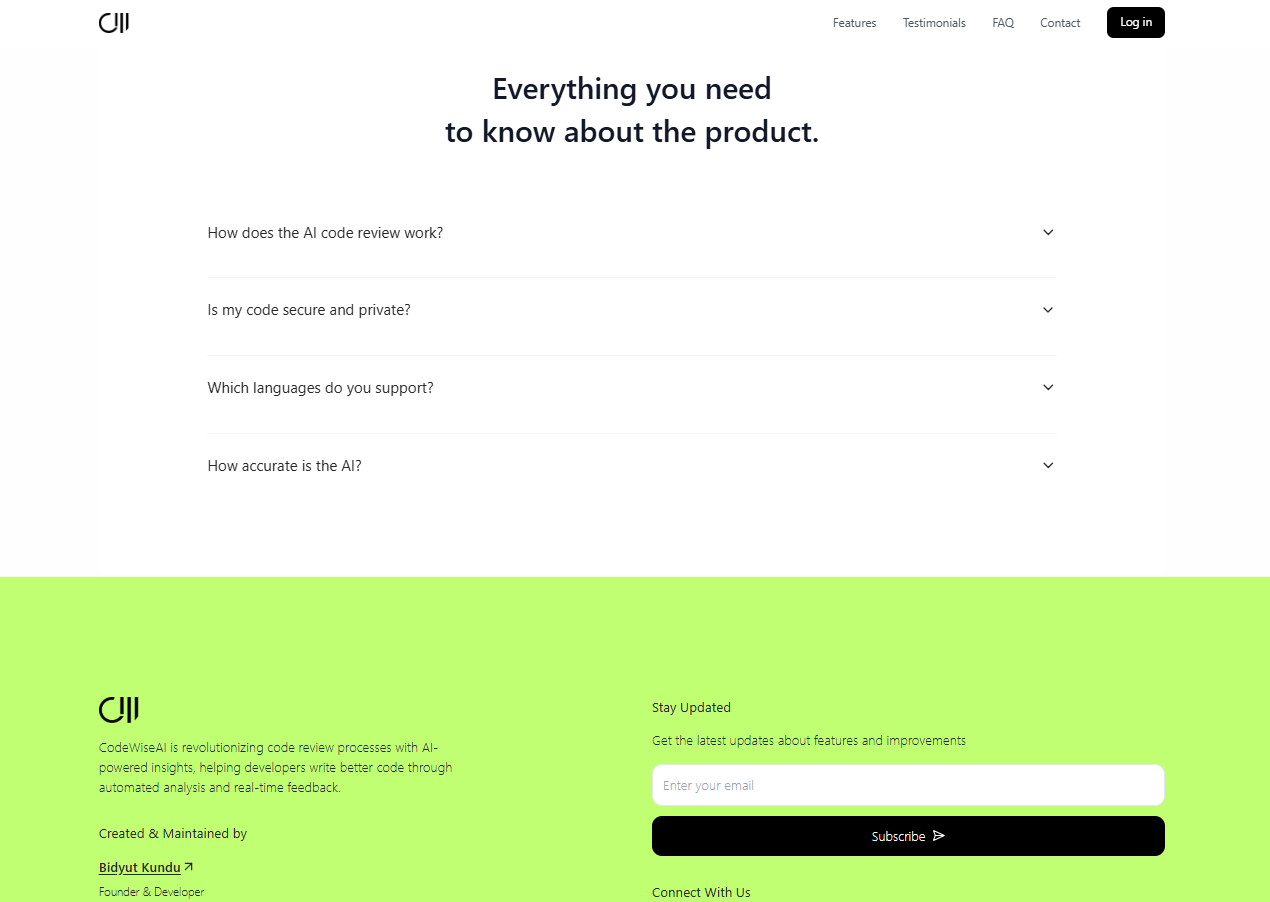 Features Testimonials FAQ Contact Log in
Everything you need
to know about the product.
How does the AI code review work?
Is my code secure and private?
Which languages do you support?
How accurate is the AI?
CodeWiseAI is revolutionizing code review processes with AI-
powered insights, helping developers write better code through
automated analysis and real-time feedback.
Created & Maintained by
Bidyut Kundu
Founder & Developer
Stay Updated
Get the latest updates about features and improvements
Enter your email
Subscribe
Connect With Us